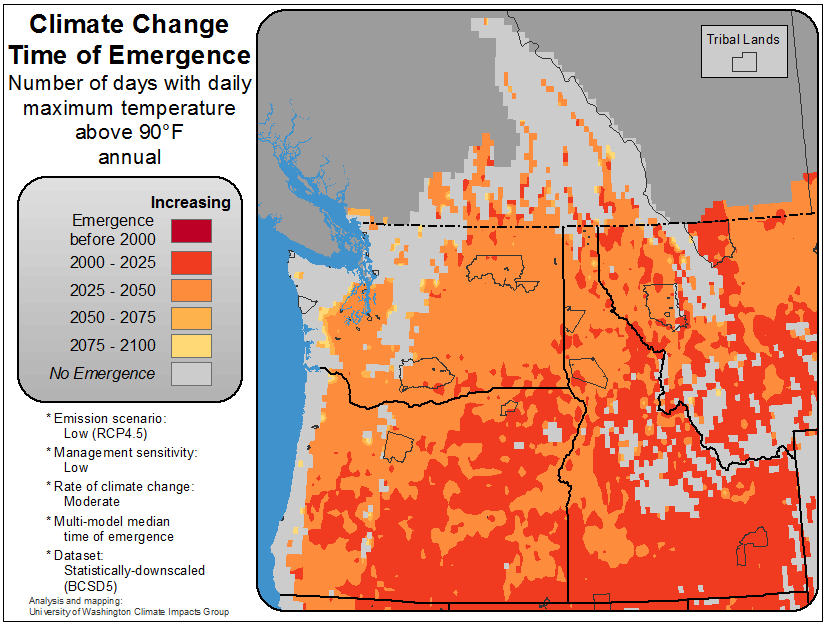 Climate Change
Time of Emergence
Number of days with daily
maximum temperature
above 90°F
annual
Tribal Lands
Increasing
Emergence
before 2000
2000 - 2025
2025 - 2050
2050 - 2075
2075 - 2100
No Emergence
* Emission scenario:
Low (RCP4.5)
* Management sensitivity:
Low
* Rate of climate change:
Moderate
* Multi-model median
time of emergence
* Dataset:
Statistically-downscaled
(BCSD5)
Analysis and mapping:
University of Washington Climate Impacts Group